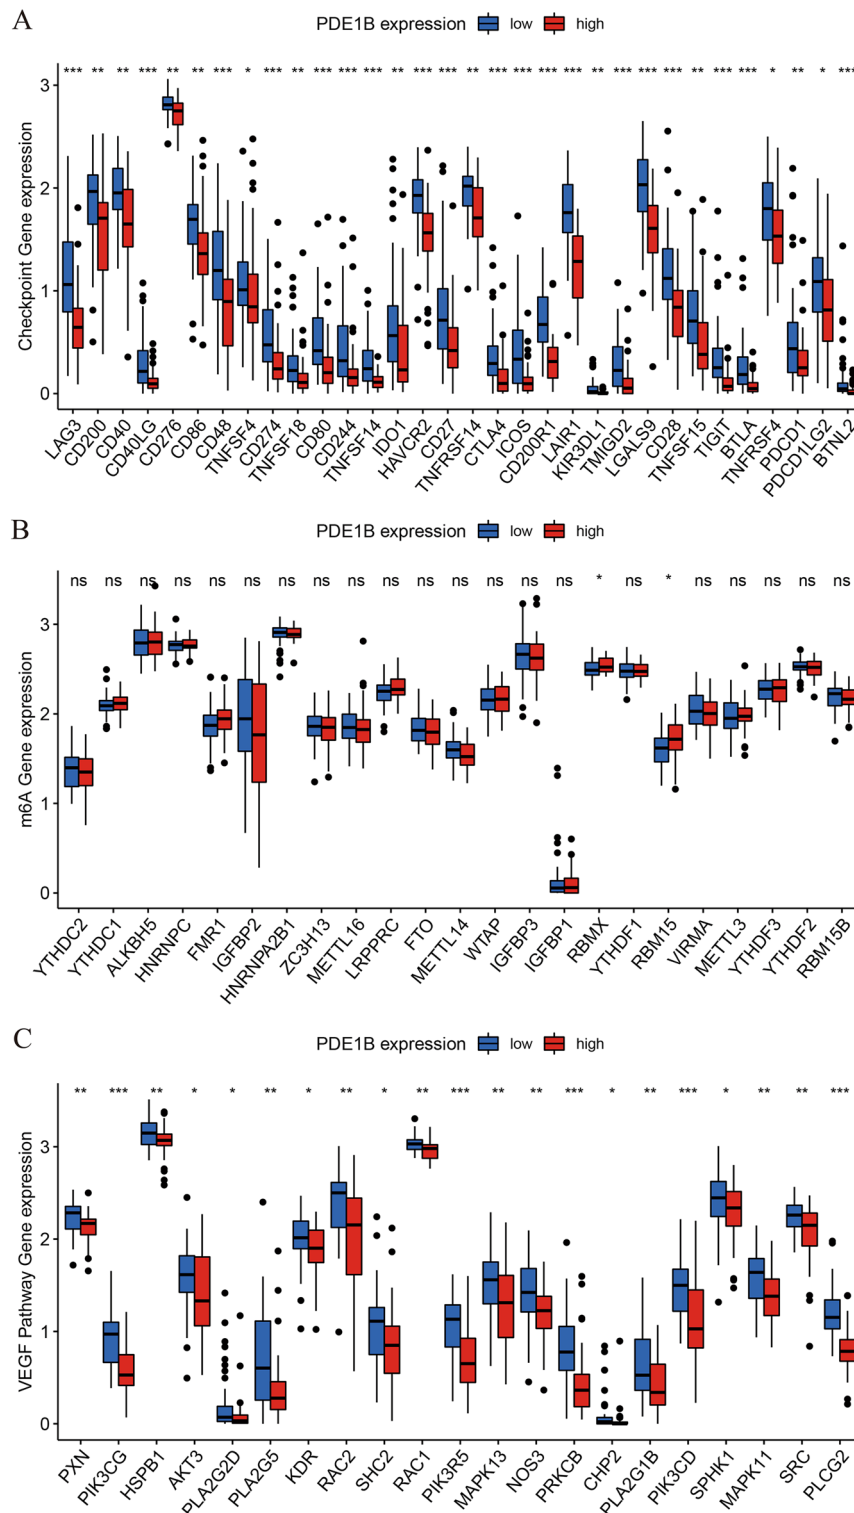 A
PDE1B expression low high
*** ** ** *** ** ** *** * *** ** *** *** *** ** *** *** *** *** *** *** *** ** *** *** *** ** *** *** * ** * ***
Checkpoint Gene expression
3
2
1
0
LAG3 CD200 CD40 CD40LG CD276 CD86 CD48 TNFSF4 CD274 TNFSF18 CD80 CD244 TNFSF14 IDO1 HAVCR2 CD27 TNFRSF14 CTLA4 ICOS CD200R1 LAIR1 KIR3DL1 TMIGD2 LGALS9 CD28 TNFSF15 TIGIT BTLA TNFRSF4 PDCD1 PDCD1LG2 BTNL2
B
PDE1B expression low high
ns ns ns ns ns ns ns ns ns ns ns ns ns ns ns * ns * ns ns ns ns ns
m6A Gene expression
3
2
1
0
YTHDC2 YTHDC1 ALKBH5 HNRNPC FMR1 IGFBP2 HNRNPA2B1 ZC3H13 METTL16 LRPPRC FTO METTL14 WTAP IGFBP3 IGFBP1 RBMX YTHDF1 RBM15 VIRMA METTL3 YTHDF3 YTHDF2 RBM15B
C
PDE1B expression low high
** *** ** * * ** * ** * ** *** ** ** *** * ** *** * ** ** ***
VEGF Pathway Gene expression
3
2
1
0
PXN PIK3CG HSPB1 AKT3 PLA2G2D PLA2G5 KDR RAC2 SHC2 RAC1 PIK3R5 MAPK13 NOS3 PRKCB CHP2 PLA2G1B PIK3CD SPHK1 MAPK11 SRC PLCG2